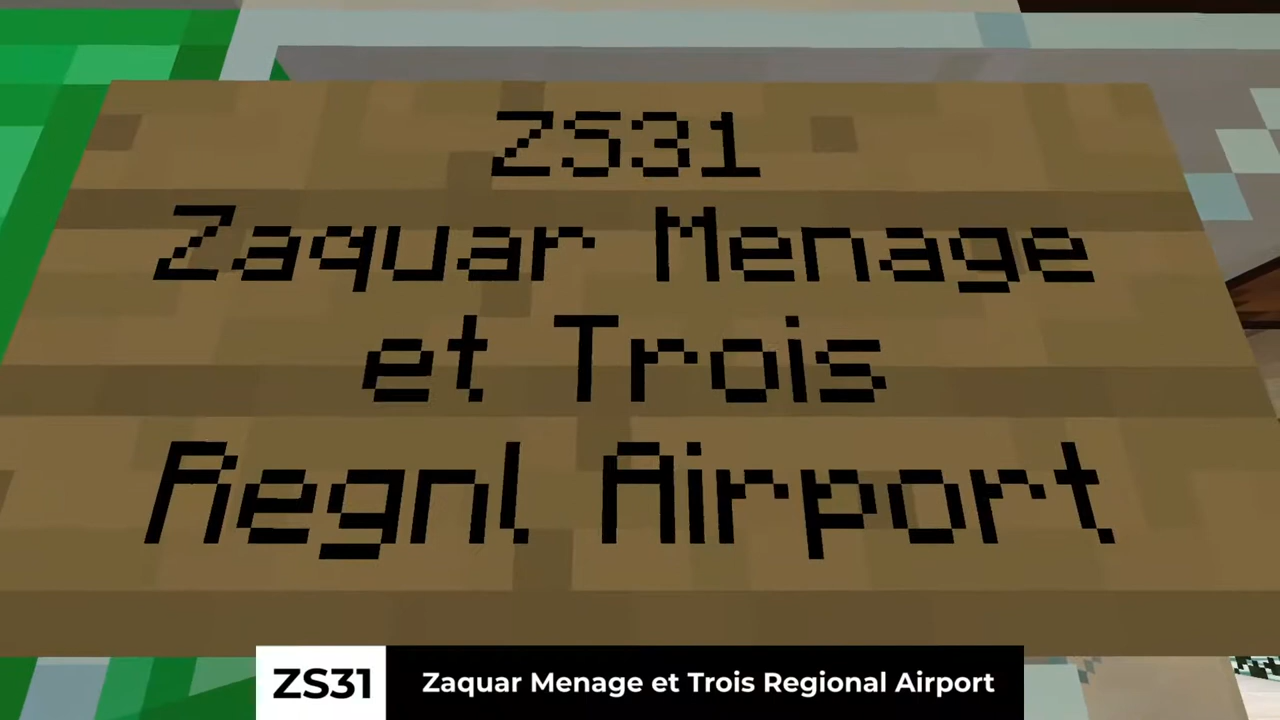 ZS31
Zaquar Menage
et Trois
Regnl Airport
ZS31 Zaquar Menage et Trois Regional Airport